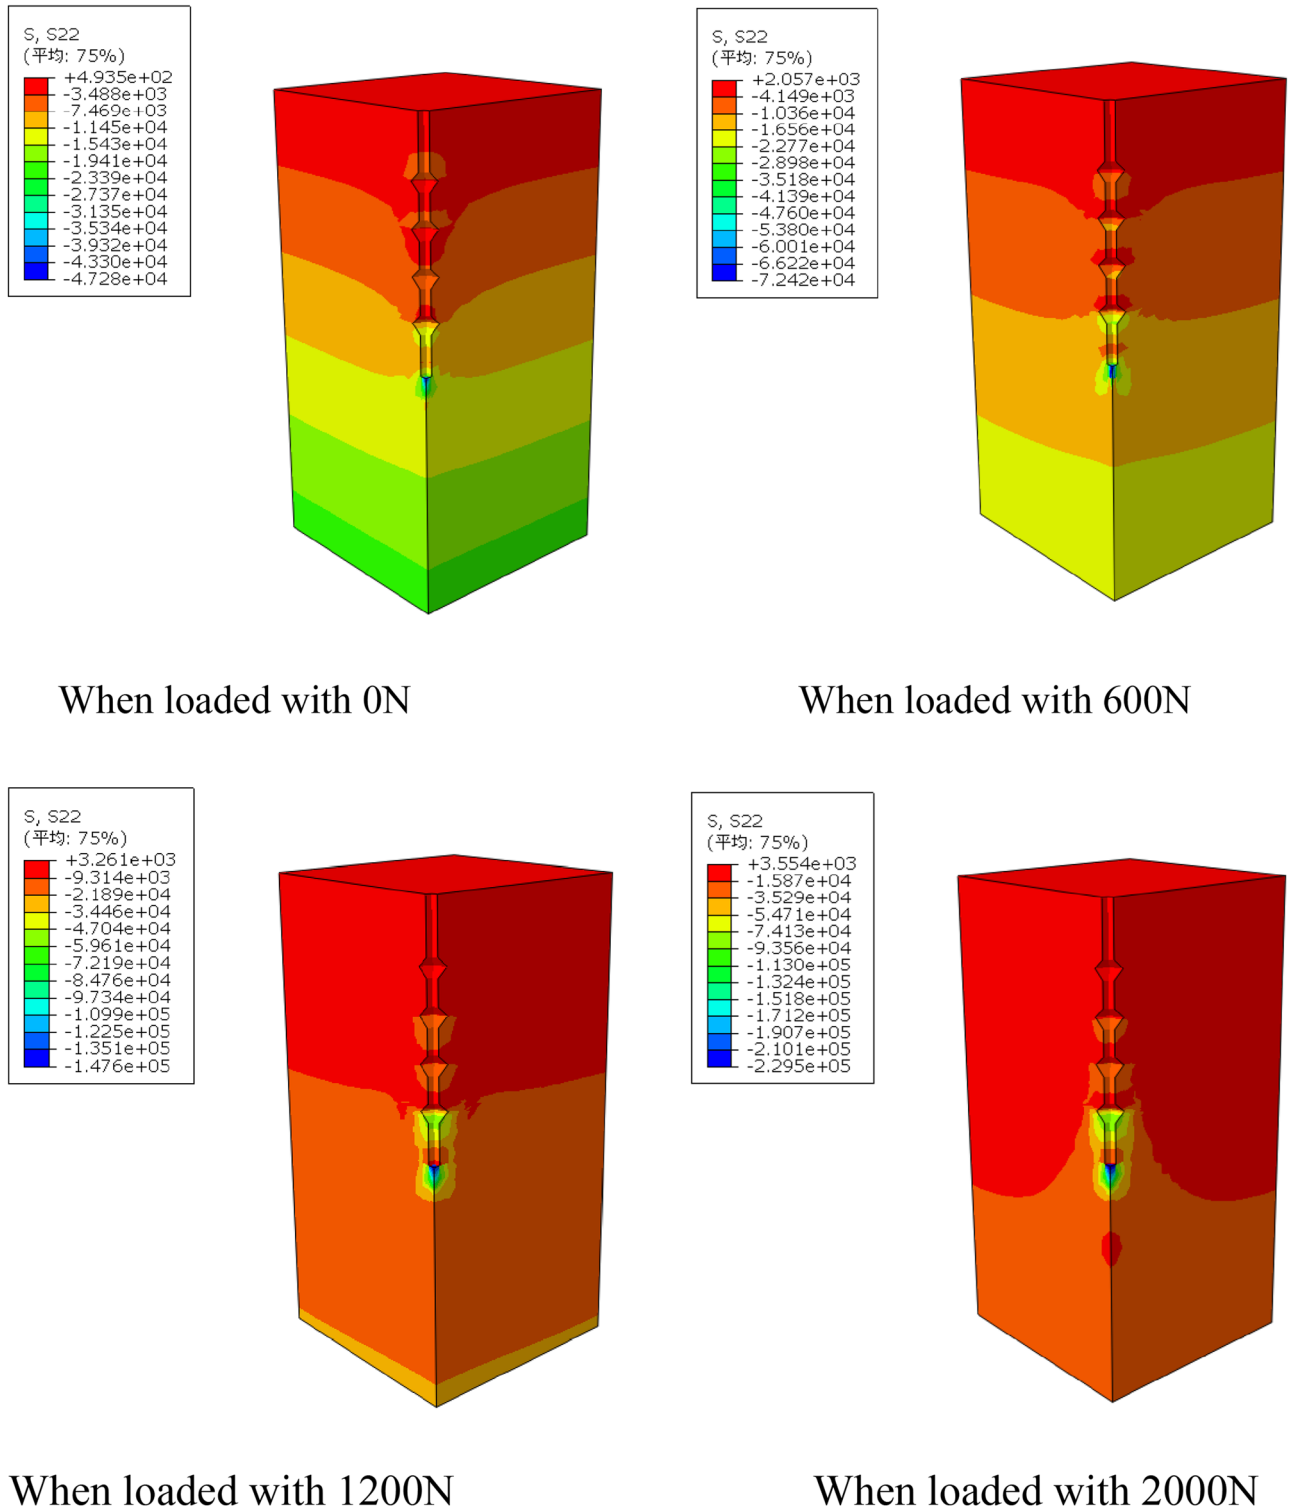 S, S22
(平均: 75%)
+4.935e+02
-3.488e+03
-7.469e+03
-1.145e+04
-1.543e+04
-1.941e+04
-2.339e+04
-2.737e+04
-3.135e+04
-3.534e+04
-3.932e+04
-4.330e+04
-4.728e+04
S, S22
(平均: 75%)
+2.057e+03
-4.149e+03
-1.036e+04
-1.656e+04
-2.277e+04
-2.898e+04
-3.518e+04
-4.139e+04
-4.760e+04
-5.380e+04
-6.001e+04
-6.622e+04
-7.242e+04
When loaded with 0N
When loaded with 600N
S, S22
(平均: 75%)
+3.261e+03
-9.314e+03
-2.189e+04
-3.446e+04
-4.704e+04
-5.961e+04
-7.219e+04
-8.476e+04
-9.734e+04
-1.099e+05
-1.225e+05
-1.351e+05
-1.476e+05
S, S22
(平均: 75%)
+3.554e+03
-1.587e+04
-3.529e+04
-5.471e+04
-7.413e+04
-9.356e+04
-1.130e+05
-1.324e+05
-1.518e+05
-1.712e+05
-1.907e+05
-2.101e+05
-2.295e+05
When loaded with 1200N
When loaded with 2000N